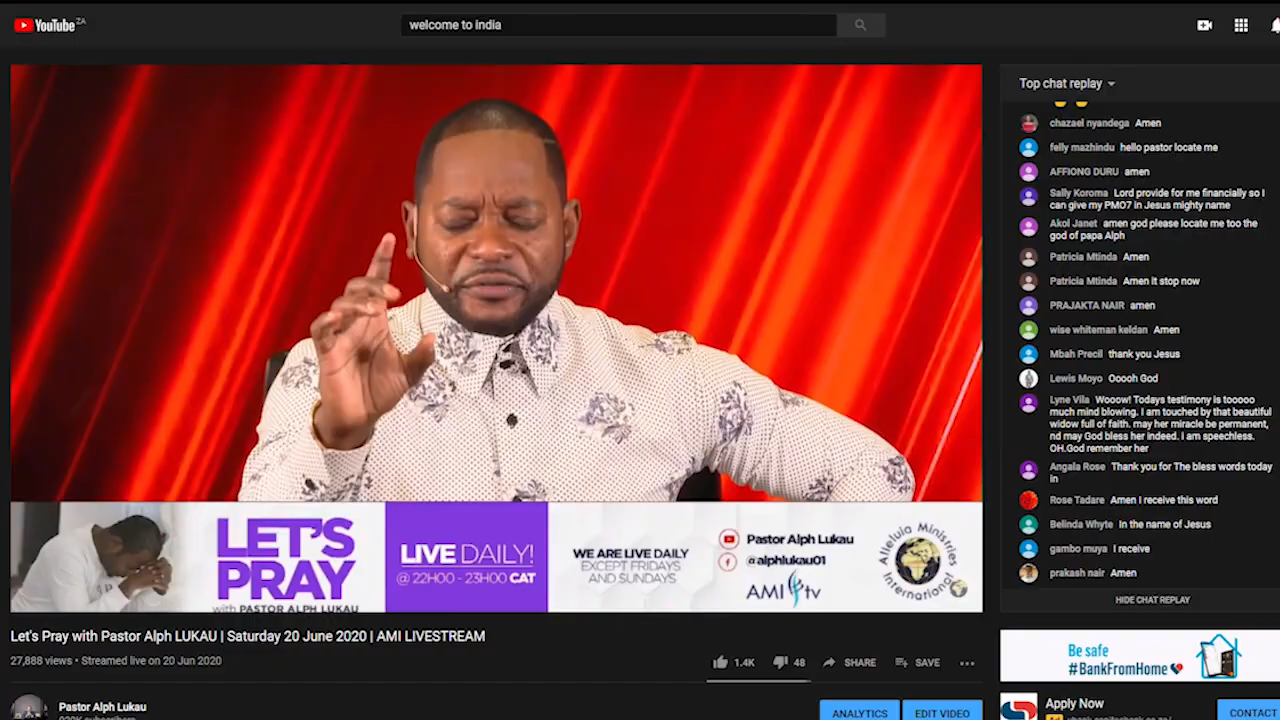 YouTube ZA
welcome to india
Top chat replay
chazael nyandega Amen
felly mazhindu hello pastor locate me
AFFIONG DURU amen
Sally Koroma Lord provide for me financially so I
can give my PMO7 in Jesus mighty name
Akol Janet amen god please locate me too the
god of papa Alph
Patricia Mtinda Amen
Patricia Mtinda Amen it stop now
PRAJAKTA NAIR amen
wise whiteman keldan Amen
Mbah Precil thank you Jesus
Lewis Moyo Ooooh God
Lyne Vila Wooow! Todays testimony is tooooo
much mind blowing. I am touched by that beautiful
widow full of faith. may her miracle be permanent,
nd may God bless her indeed. I am speechless.
OH.God remember her
Angala Rose Thank you for The bless words today
in
Rose Tadare Amen I receive this word
Belinda Whyte In the name of Jesus
gambo muya I receive
prakash nair Amen
HIDE CHAT REPLAY
LET'S
PRAY
with PASTOR ALPH LUKAU
LIVE DAILY!
@ 22H00 - 23H00 CAT
WE ARE LIVE DAILY
EXCEPT FRIDAYS
AND SUNDAYS
Pastor Alph Lukau
@alphlukau01
AMI tv
Alleluia Ministries
International
Let's Pray with Pastor Alph LUKAU | Saturday 20 June 2020 | AMI LIVESTREAM
27,888 views • Streamed live on 20 Jun 2020
1.4K
48
SHARE
SAVE
Be safe
#BankFromHome
Pastor Alph Lukau
ANALYTICS
EDIT VIDEO
Apply Now
Ad
CONTACT